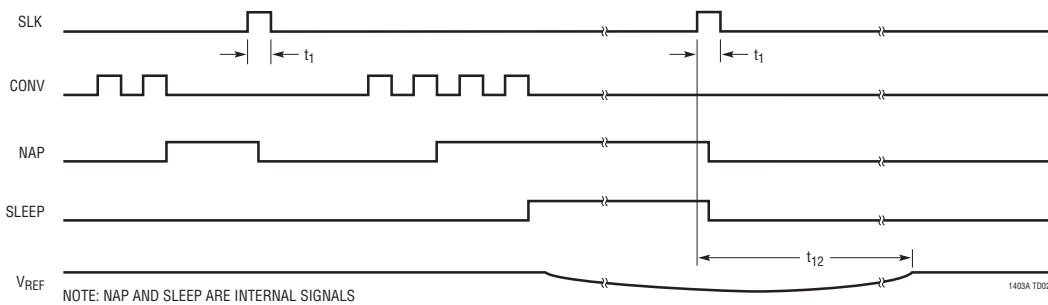 SLK
t1
t1
CONV
NAP
SLEEP
t12
VREF
NOTE: NAP AND SLEEP ARE INTERNAL SIGNALS
1403A TD02